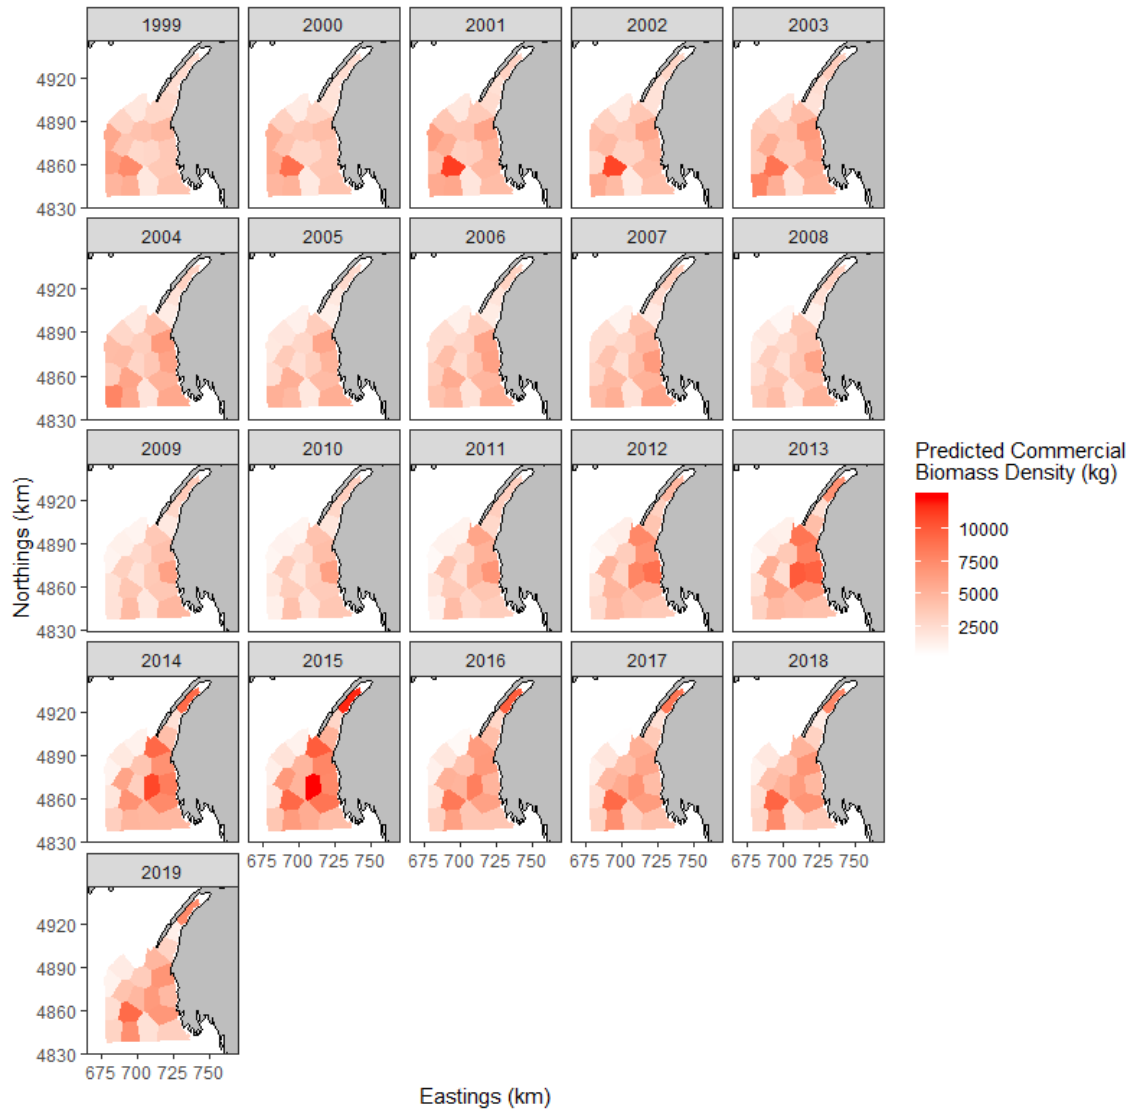 1999 2000 2001 2002 2003
4920
4890
4860
4830
2004 2005 2006 2007 2008
4920
4890
4860
4830
2009 2010 2011 2012 2013
4920
4890
4860
4830
2014 2015 2016 2017 2018
4920
4890
4860
4830
675 700 725 750 675 700 725 750 675 700 725 750 675 700 725 750
2019
4920
4890
4860
4830
675 700 725 750
Northings (km)
Eastings (km)
Predicted Commercial
Biomass Density (kg)
10000
7500
5000
2500